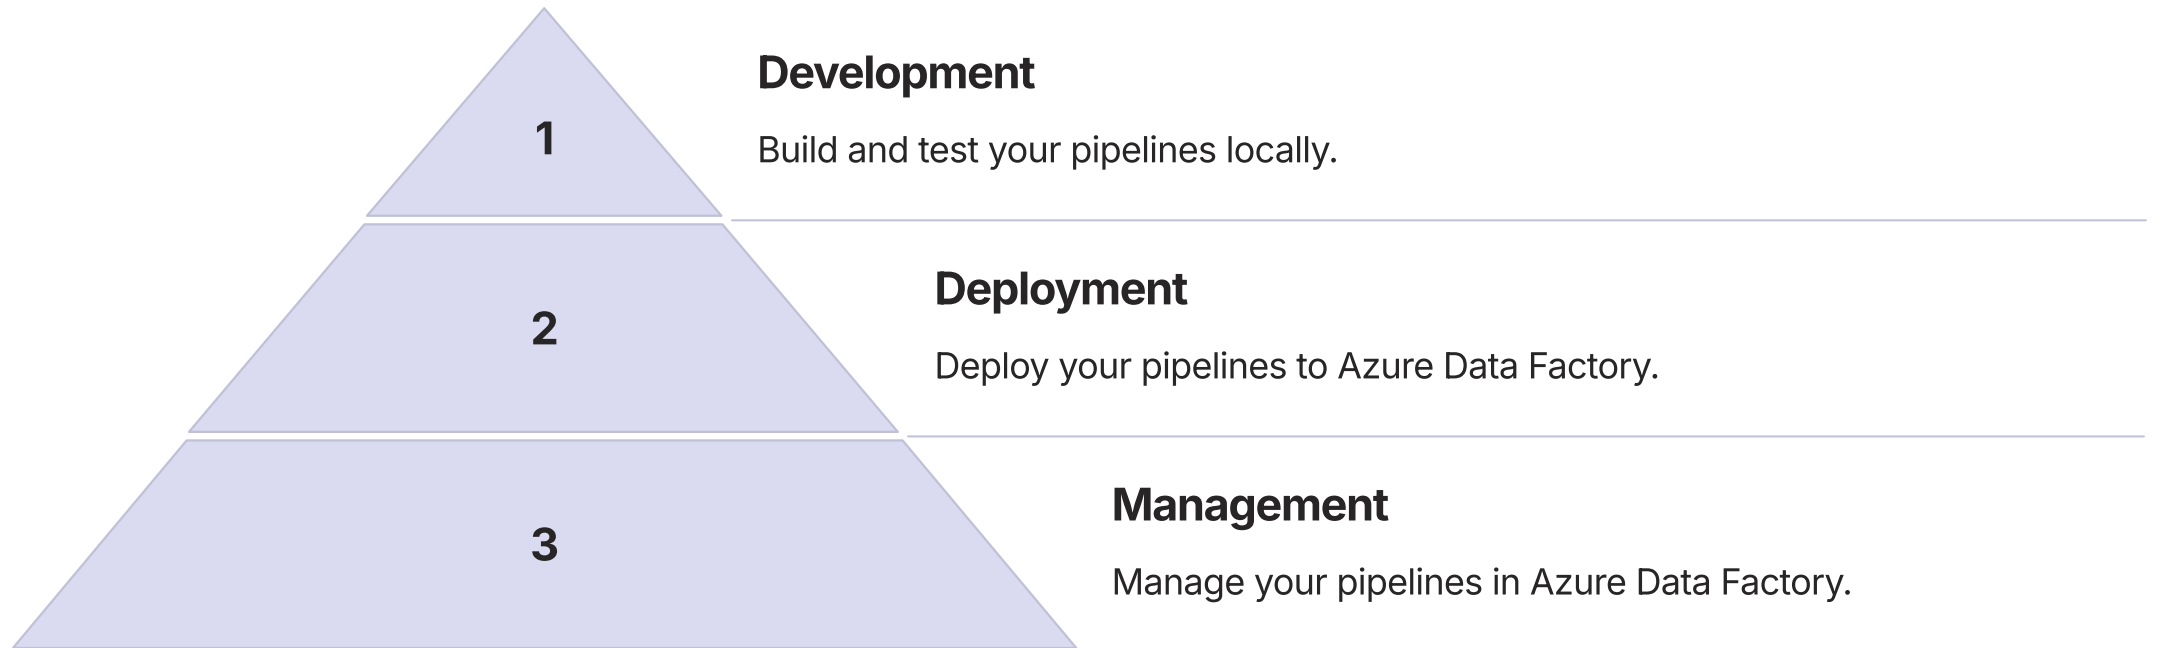 1
Development
Build and test your pipelines locally.
2
Deployment
Deploy your pipelines to Azure Data Factory.
3
Management
Manage your pipelines in Azure Data Factory.